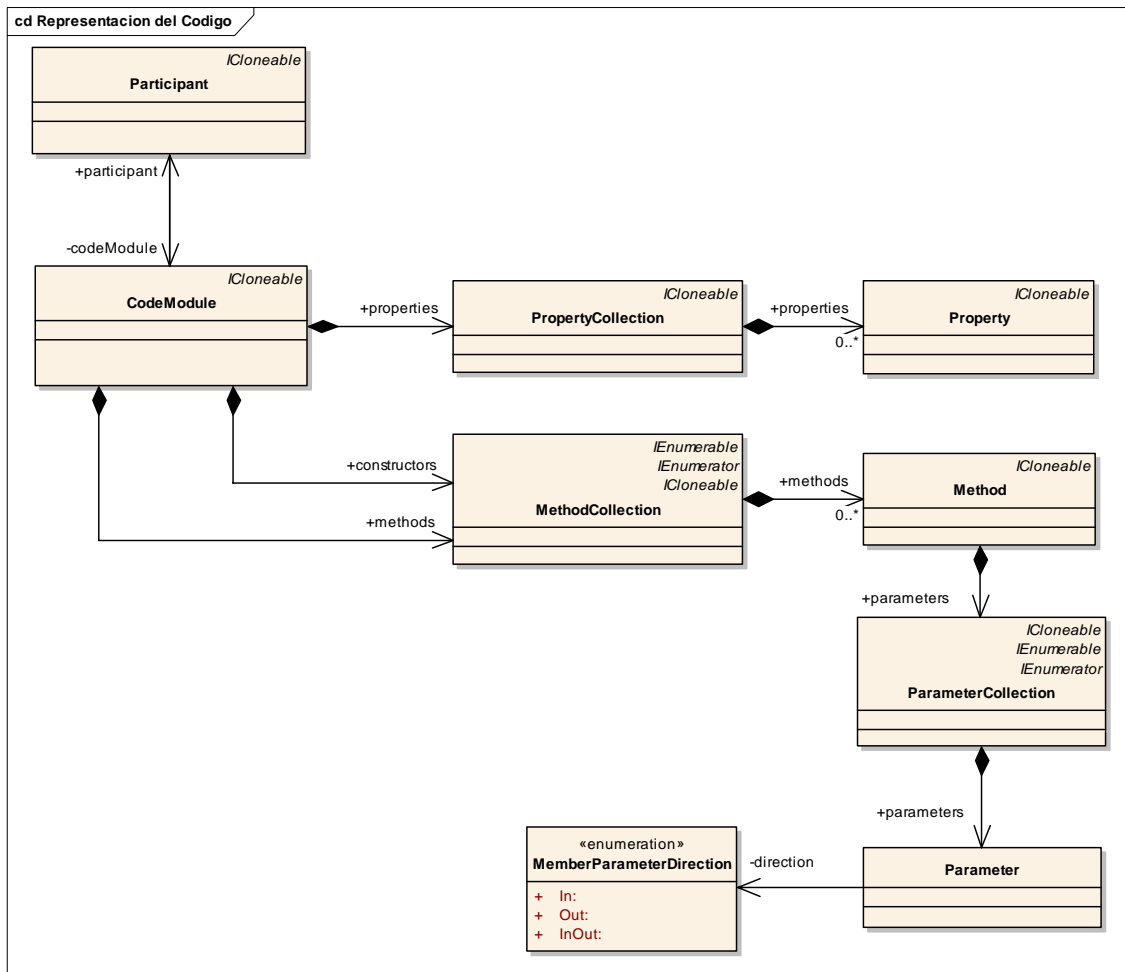 cd Representacion del Codigo
ICloneable
Participant
+participant
-codeModule
ICloneable
CodeModule
+properties
ICloneable
PropertyCollection
+properties
0..*
ICloneable
Property
+constructors
+methods
IEnumerable
IEnumerator
ICloneable
MethodCollection
+methods
0..*
ICloneable
Method
+parameters
ICloneable
IEnumerable
IEnumerator
ParameterCollection
+parameters
«enumeration»
MemberParameterDirection
+ In:
+ Out:
+ InOut:
-direction
Parameter